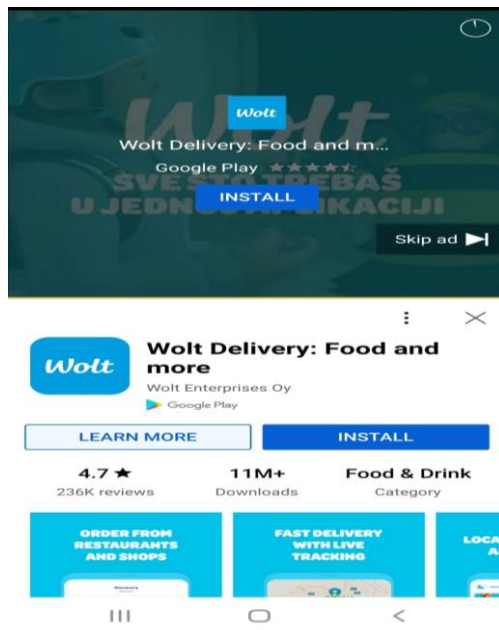 Wolt
Wolt
Wolt Delivery: Food and m...
Google Play
SVE ŠTO TREBAŠ
U JEDNOJ APLIKACIJI
INSTALL
Skip ad
Wolt
Wolt Delivery: Food and
more
Wolt Enterprises Oy
Google Play
LEARN MORE
INSTALL
4.7 ★
11M+
Food & Drink
236K reviews
Downloads
Category
ORDER FROM
RESTAURANTS
AND SHOPS
FAST DELIVERY
WITH LIVE
TRACKING